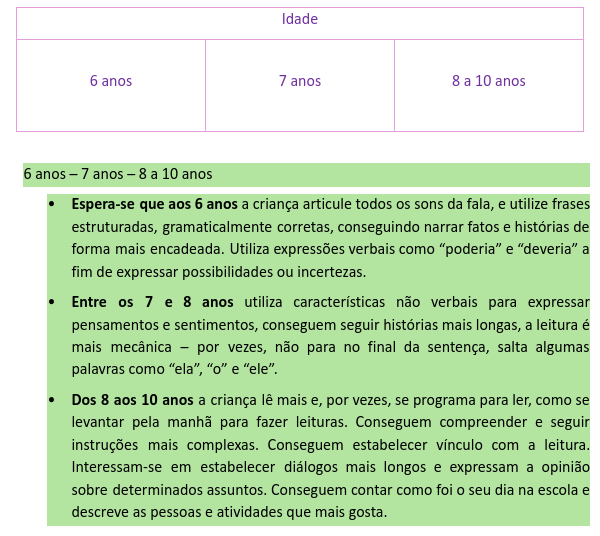 Idade
6 anos 7 anos 8 a 10 anos
6 anos – 7 anos – 8 a 10 anos
• Espera-se que aos 6 anos a criança articule todos os sons da fala, e utilize frases
estruturadas, gramaticalmente corretas, conseguindo narrar fatos e histórias de
forma mais encadeada. Utiliza expressões verbais como “poderia” e “deveria” a
fim de expressar possibilidades ou incertezas.
• Entre os 7 e 8 anos utiliza características não verbais para expressar
pensamentos e sentimentos, conseguem seguir histórias mais longas, a leitura é
mais mecânica – por vezes, não para no final da sentença, salta algumas
palavras como “ela”, “o” e “ele”.
• Dos 8 aos 10 anos a criança lê mais e, por vezes, se programa para ler, como se
levantar pela manhã para fazer leituras. Conseguem compreender e seguir
instruções mais complexas. Conseguem estabelecer vínculo com a leitura.
Interessam-se em estabelecer diálogos mais longos e expressam a opinião
sobre determinados assuntos. Conseguem contar como foi o seu dia na escola e
descreve as pessoas e atividades que mais gosta.